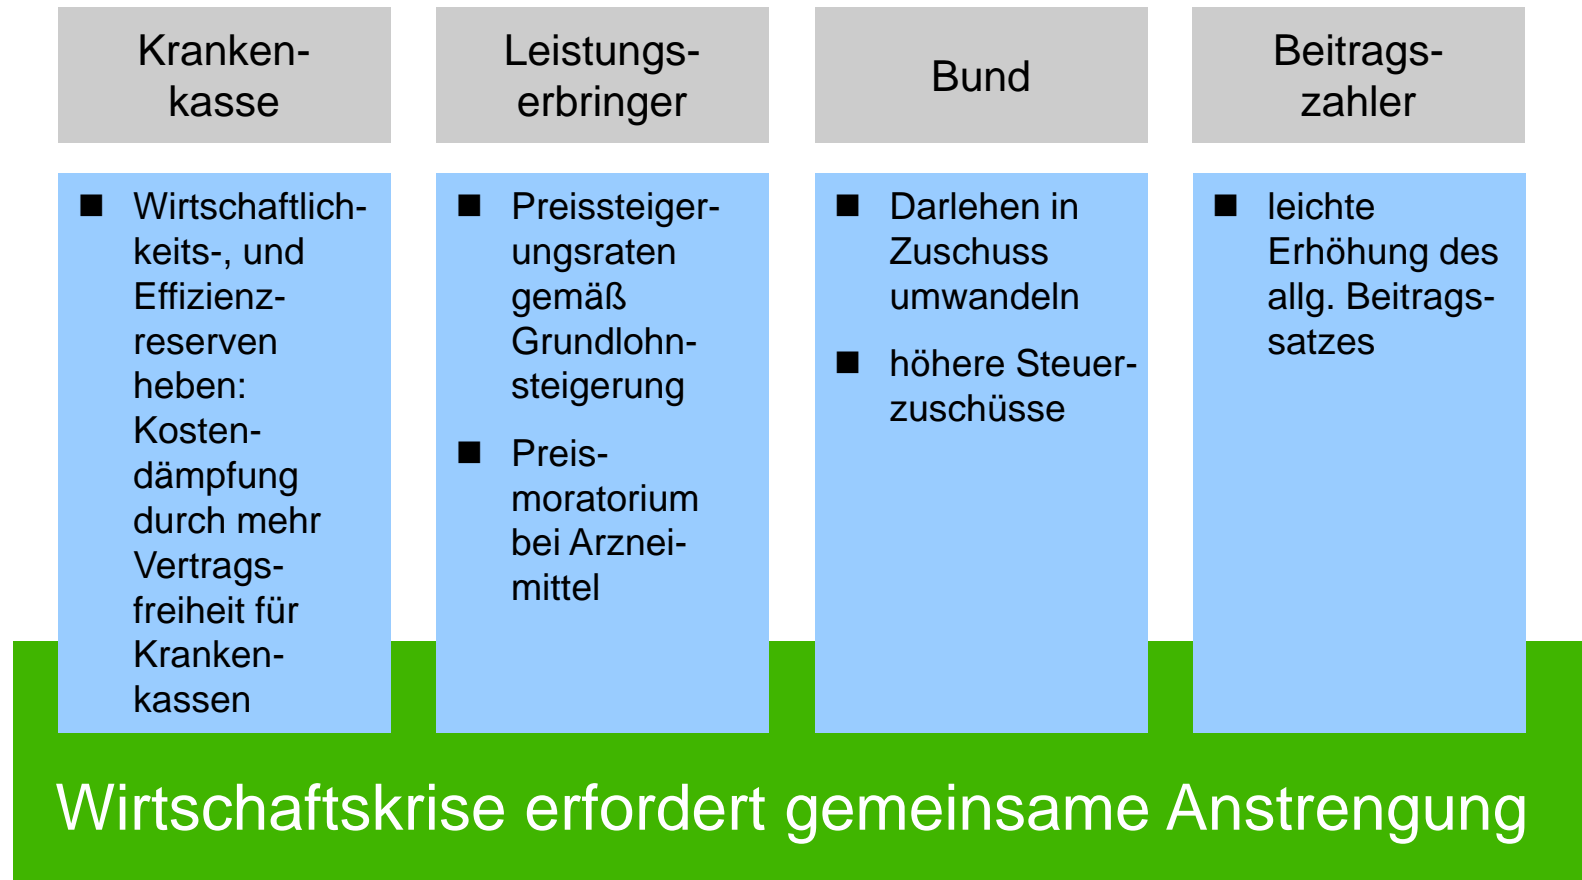 Kranken-
kasse
Leistungs-
erbringer
Bund
Beitrags-
zahler
■ Wirtschaftlich-
keits-, und
Effizienz-
reserven
heben:
Kosten-
dämpfung
durch mehr
Vertrags-
freiheit für
Kranken-
kassen
■ Preissteiger-
ungsraten
gemäß
Grundlohn-
steigerung
■ Preis-
moratorium
bei Arznei-
mittel
■ Darlehen in
Zuschuss
umwandeln
■ höhere Steuer-
zuschüsse
■ leichte
Erhöhung des
allg. Beitrags-
satzes
Wirtschaftskrise erfordert gemeinsame Anstrengung